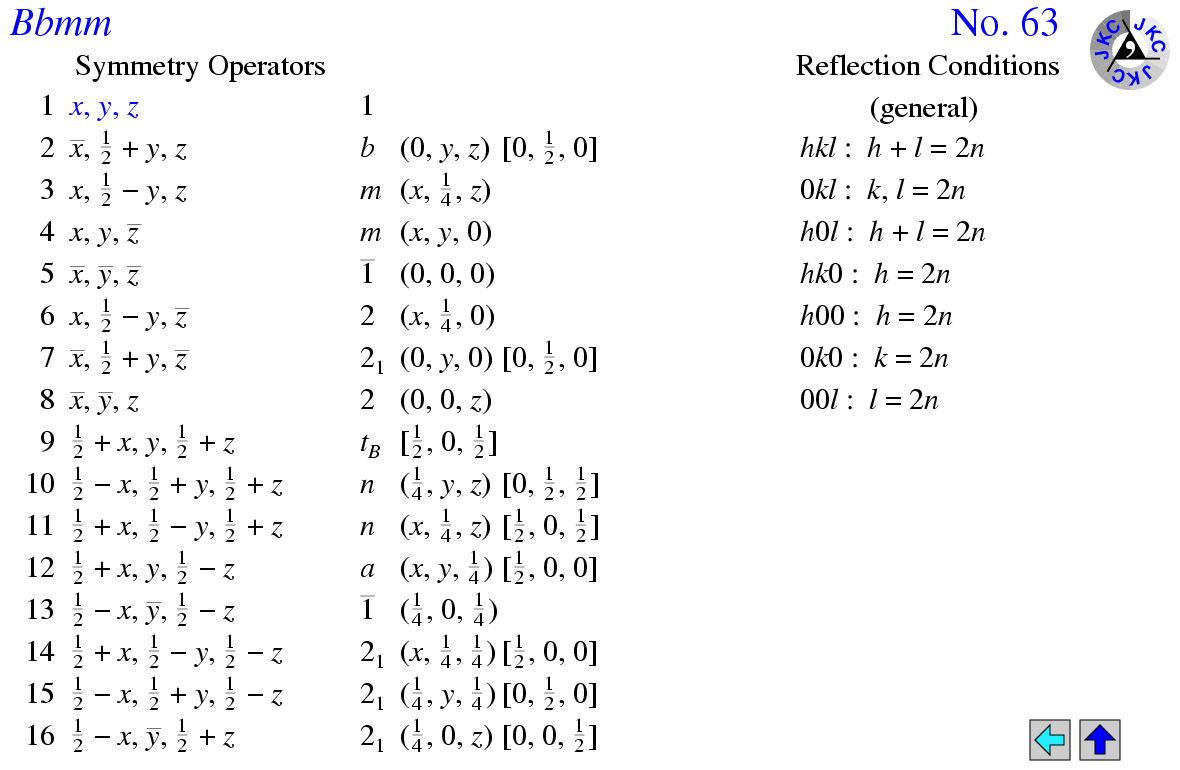 Bbmm No. 63
Symmetry Operators Reflection Conditions
1 x, y, z 1 (general)
2 x̅, 1/2 + y, z b (0, y, z) [0, 1/2, 0] hkl : h + l = 2n
3 x, 1/2 − y, z m (x, 1/4, z) 0kl : k, l = 2n
4 x, y, z̅ m (x, y, 0) h0l : h + l = 2n
5 x̅, y̅, z̅ 1̅ (0, 0, 0) hk0 : h = 2n
6 x, 1/2 − y, z̅ 2 (x, 1/4, 0) h00 : h = 2n
7 x̅, 1/2 + y, z̅ 2₁ (0, y, 0) [0, 1/2, 0] 0k0 : k = 2n
8 x̅, y̅, z 2 (0, 0, z) 00l : l = 2n
9 1/2 + x, y, 1/2 + z t_B [1/2, 0, 1/2]
10 1/2 − x, 1/2 + y, 1/2 + z n (1/4, y, z) [0, 1/2, 1/2]
11 1/2 + x, 1/2 − y, 1/2 + z n (x, 1/4, z) [1/2, 0, 1/2]
12 1/2 + x, y, 1/2 − z a (x, y, 1/4) [1/2, 0, 0]
13 1/2 − x, y̅, 1/2 − z 1̅ (1/4, 0, 1/4)
14 1/2 + x, 1/2 − y, 1/2 − z 2₁ (x, 1/4, 1/4) [1/2, 0, 0]
15 1/2 − x, 1/2 + y, 1/2 − z 2₁ (1/4, y, 1/4) [0, 1/2, 0]
16 1/2 − x, y̅, 1/2 + z 2₁ (1/4, 0, z) [0, 0, 1/2]
JKC JKC JKC JKC